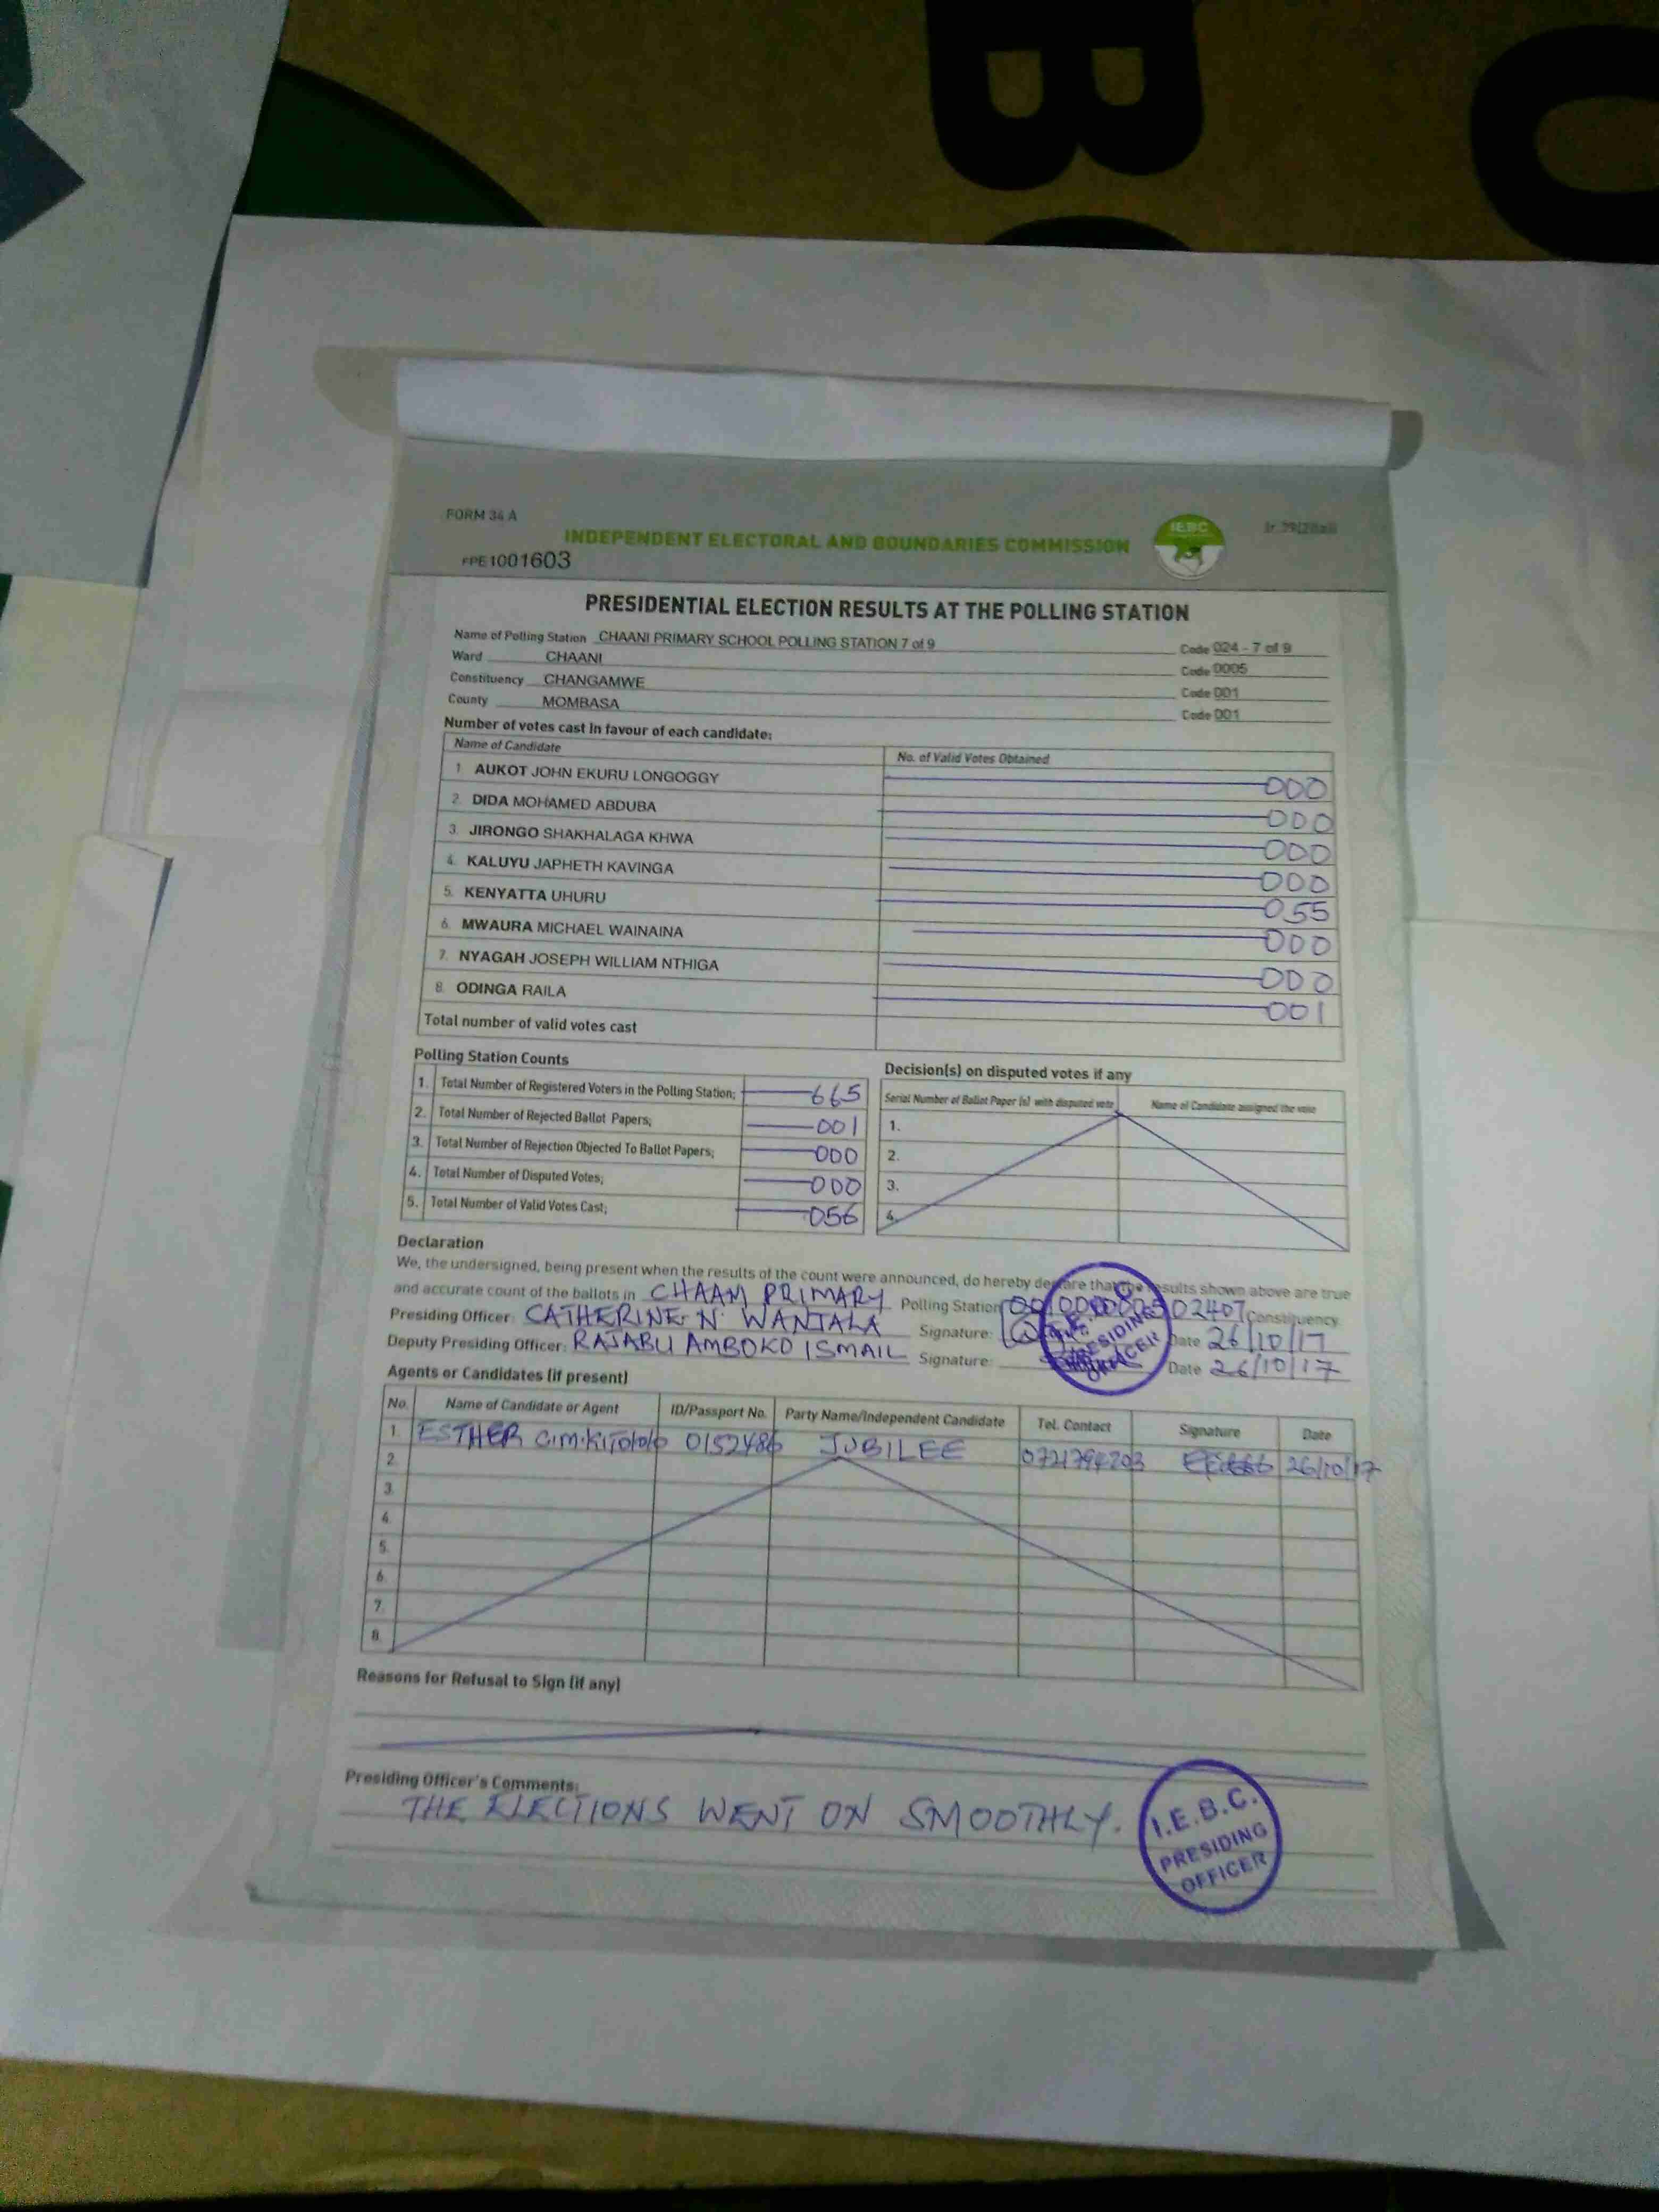 BO
FORM 34 A
INDEPENDENT ELECTORAL AND BOUNDARIES COMMISSION
IEBC
FPE1001603
PRESIDENTIAL ELECTION RESULTS AT THE POLLING STATION
Name of Polling Station CHAANI PRIMARY SCHOOL POLLING STATION 7 of 9 Code 024 - 7 of 9
Ward CHAANI Code 0005
Constituency CHANGAMWE Code 001
County MOMBASA Code 001
Number of votes cast in favour of each candidate:
Name of Candidate No. of Valid Votes Obtained
1 AUKOT JOHN EKURU LONGOGGY 000
2. DIDA MOHAMED ABDUBA 000
3. JIRONGO SHAKHALAGA KHWA 000
4. KALUYU JAPHETH KAVINGA 000
5. KENYATTA UHURU 055
6. MWAURA MICHAEL WAINAINA 000
7. NYAGAH JOSEPH WILLIAM NTHIGA 000
8. ODINGA RAILA 001
Total number of valid votes cast
Polling Station Counts
1. Total Number of Registered Voters in the Polling Station; 665
2. Total Number of Rejected Ballot Papers; 001
3. Total Number of Rejection Objected To Ballot Papers; 000
4. Total Number of Disputed Votes; 000
5. Total Number of Valid Votes Cast; 056
Decision(s) on disputed votes if any
Serial Number of Ballot Paper (s) with disputed vote Name of Candidate assigned the vote
1.
2.
3.
4.
Declaration
We, the undersigned, being present when the results of the count were announced, do hereby declare that the results shown above are true
and accurate count of the ballots in CHAANI PRIMARY Polling Station Constituency
Presiding Officer: CATHERINE N. WANJALA Signature: Date 26/10/17
Deputy Presiding Officer: RAJABU AMBOKO ISMAIL Signature: Date 26/10/17
PRESIDING
OFFICER
Agents or Candidates (if present)
No. Name of Candidate or Agent ID/Passport No. Party Name/Independent Candidate Tel. Contact Signature Date
1. ESTHER 0152486 JUBILEE 0721794203 26/10/17
2.
3.
4.
5.
6.
7.
8.
Reasons for Refusal to Sign (if any)
Presiding Officer's Comments:
THE ELECTIONS WENT ON SMOOTHLY.
I.E.B.C.
PRESIDING
OFFICER